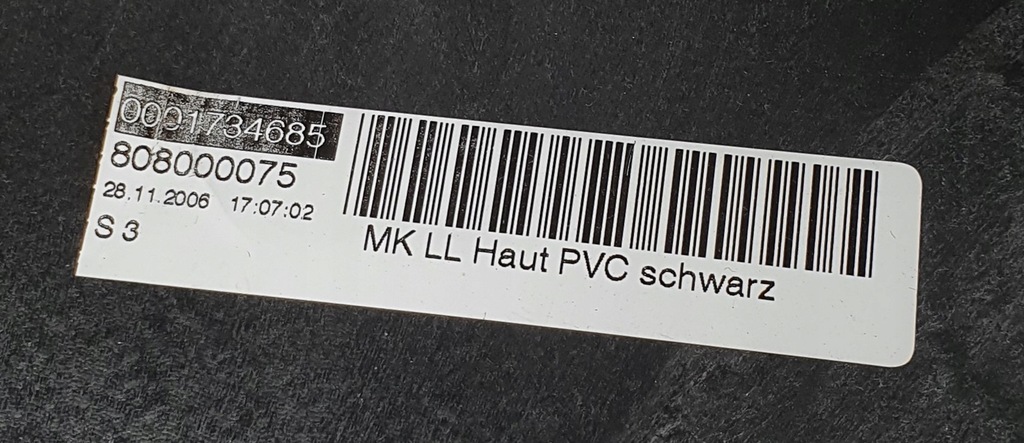 0001734685
808000075
28.11.2006 17:07:02
S 3
MK LL Haut PVC schwarz